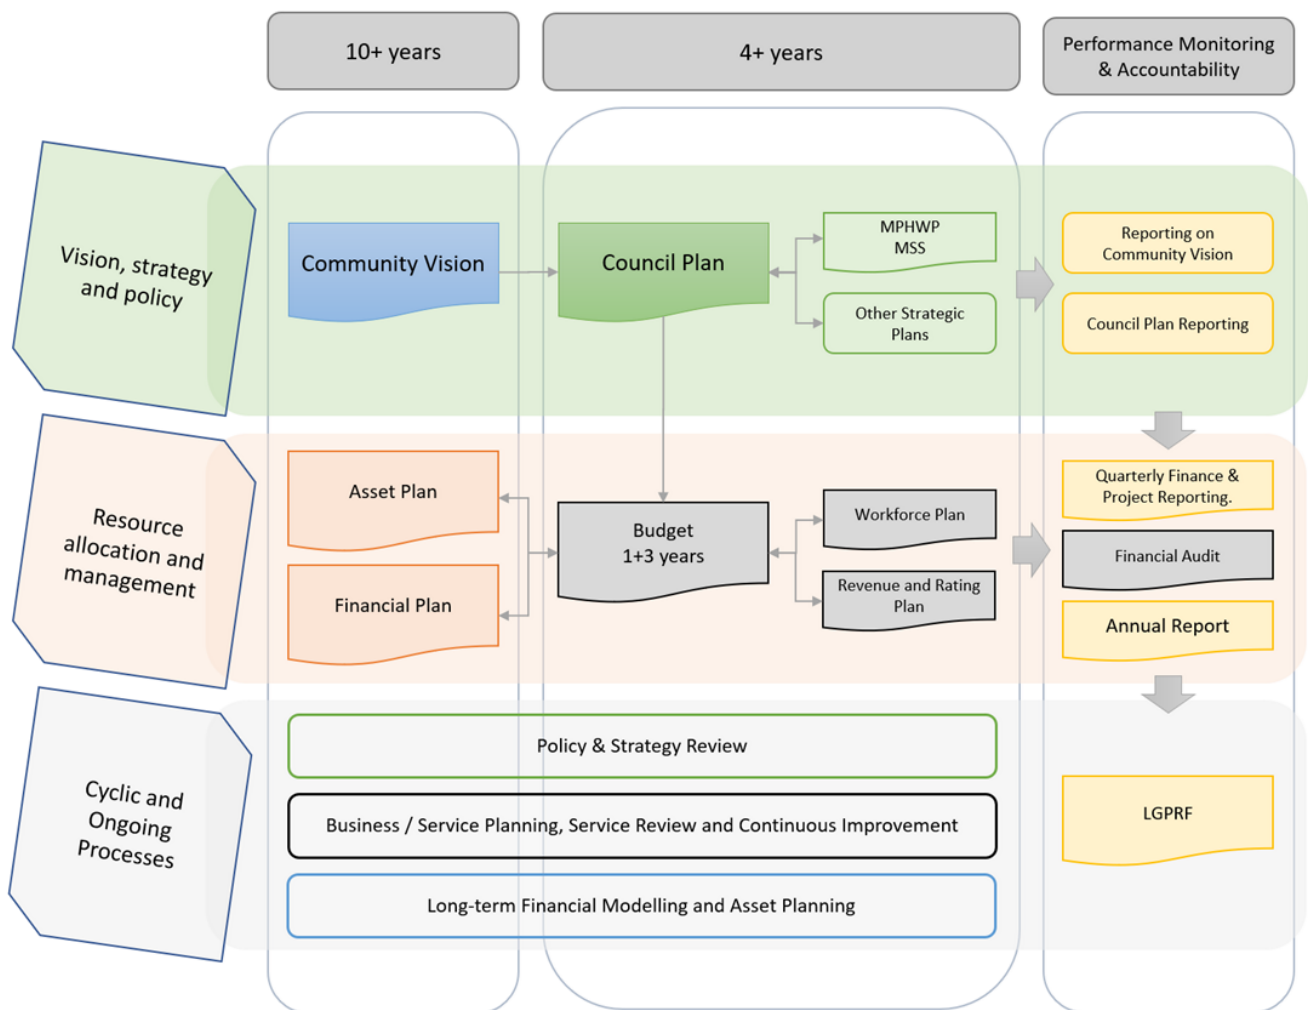 10+ years
4+ years
Performance Monitoring
& Accountability
Vision, strategy
and policy
Community Vision
Council Plan
MPHWP
MSS
Other Strategic
Plans
Reporting on
Community Vision
Council Plan Reporting
Resource
allocation and
management
Asset Plan
Financial Plan
Budget
1+3 years
Workforce Plan
Revenue and Rating
Plan
Quarterly Finance &
Project Reporting.
Financial Audit
Annual Report
Cyclic and
Ongoing
Processes
Policy & Strategy Review
Business / Service Planning, Service Review and Continuous Improvement
Long-term Financial Modelling and Asset Planning
LGPRF